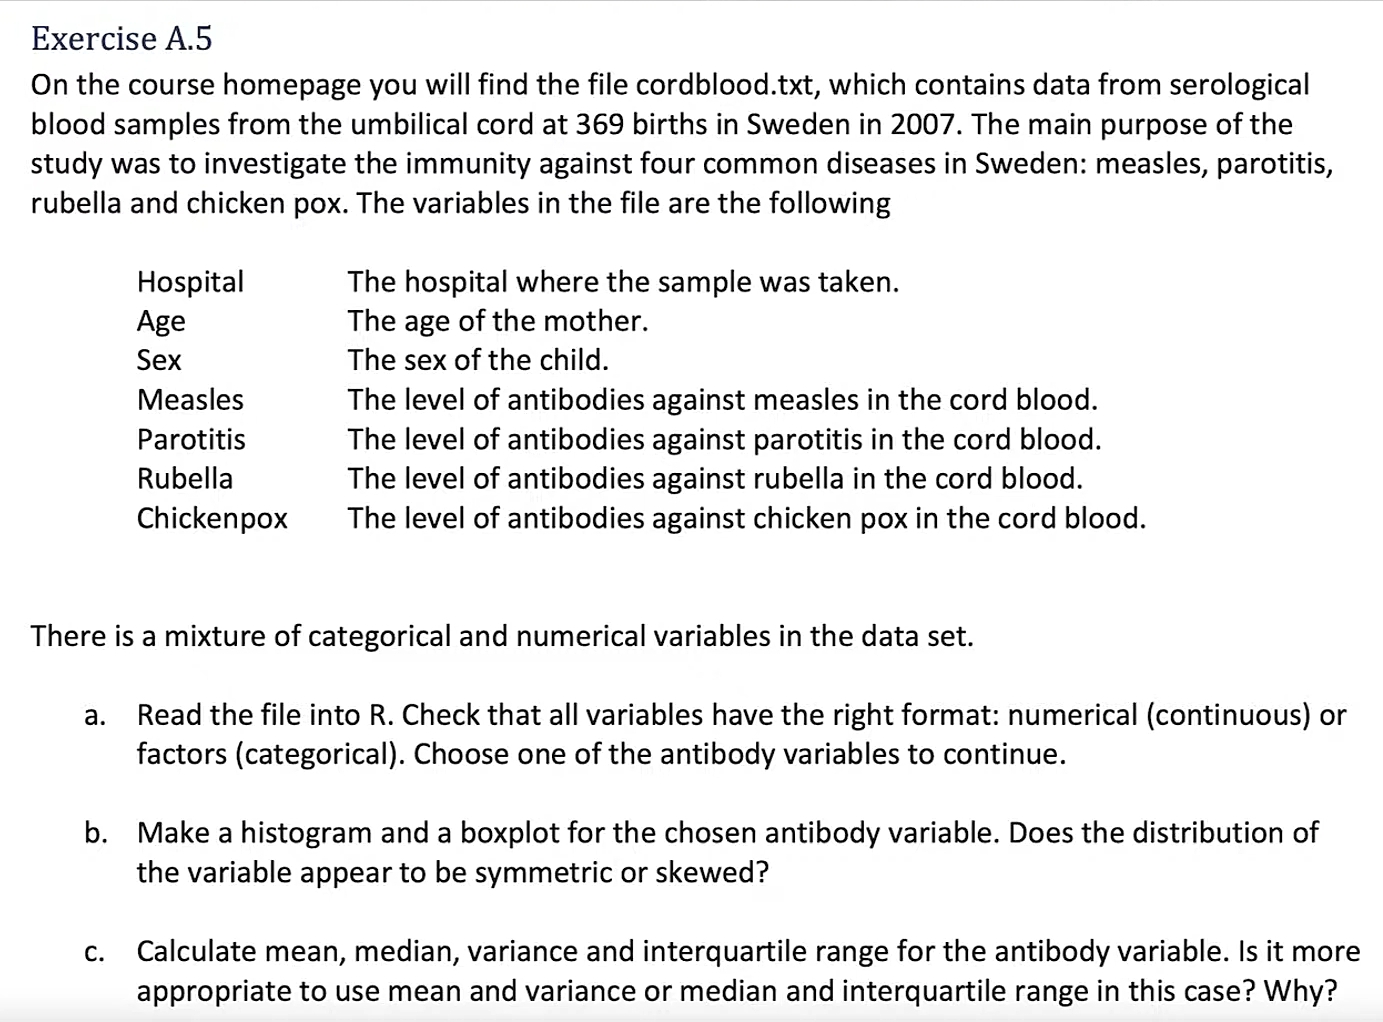 Exercise A.5
On the course homepage you will find the file cordblood.txt, which contains data from serological
blood samples from the umbilical cord at 369 births in Sweden in 2007. The main purpose of the
study was to investigate the immunity against four common diseases in Sweden: measles, parotitis,
rubella and chicken pox. The variables in the file are the following
Hospital The hospital where the sample was taken.
Age The age of the mother.
Sex The sex of the child.
Measles The level of antibodies against measles in the cord blood.
Parotitis The level of antibodies against parotitis in the cord blood.
Rubella The level of antibodies against rubella in the cord blood.
Chickenpox The level of antibodies against chicken pox in the cord blood.
There is a mixture of categorical and numerical variables in the data set.
a. Read the file into R. Check that all variables have the right format: numerical (continuous) or
factors (categorical). Choose one of the antibody variables to continue.
b. Make a histogram and a boxplot for the chosen antibody variable. Does the distribution of
the variable appear to be symmetric or skewed?
c. Calculate mean, median, variance and interquartile range for the antibody variable. Is it more
appropriate to use mean and variance or median and interquartile range in this case? Why?